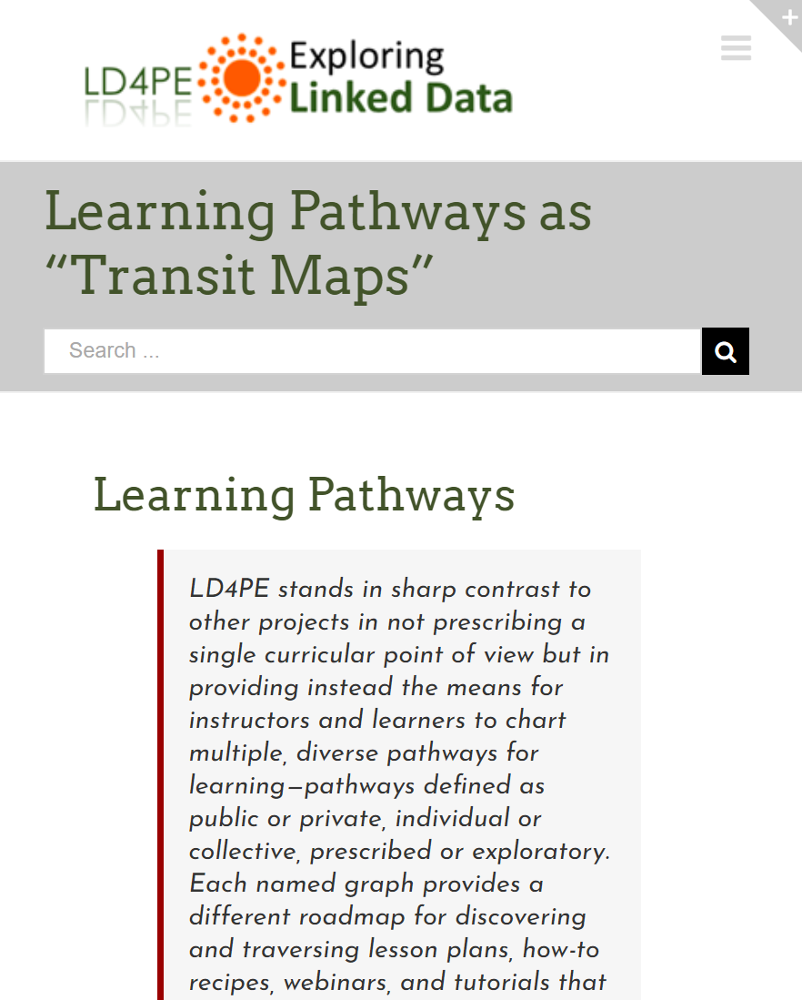 LD4PE Exploring
Linked Data
Learning Pathways as
“Transit Maps”
Search ...
Learning Pathways
LD4PE stands in sharp contrast to
other projects in not prescribing a
single curricular point of view but in
providing instead the means for
instructors and learners to chart
multiple, diverse pathways for
learning—pathways defined as
public or private, individual or
collective, prescribed or exploratory.
Each named graph provides a
different roadmap for discovering
and traversing lesson plans, how-to
recipes, webinars, and tutorials that